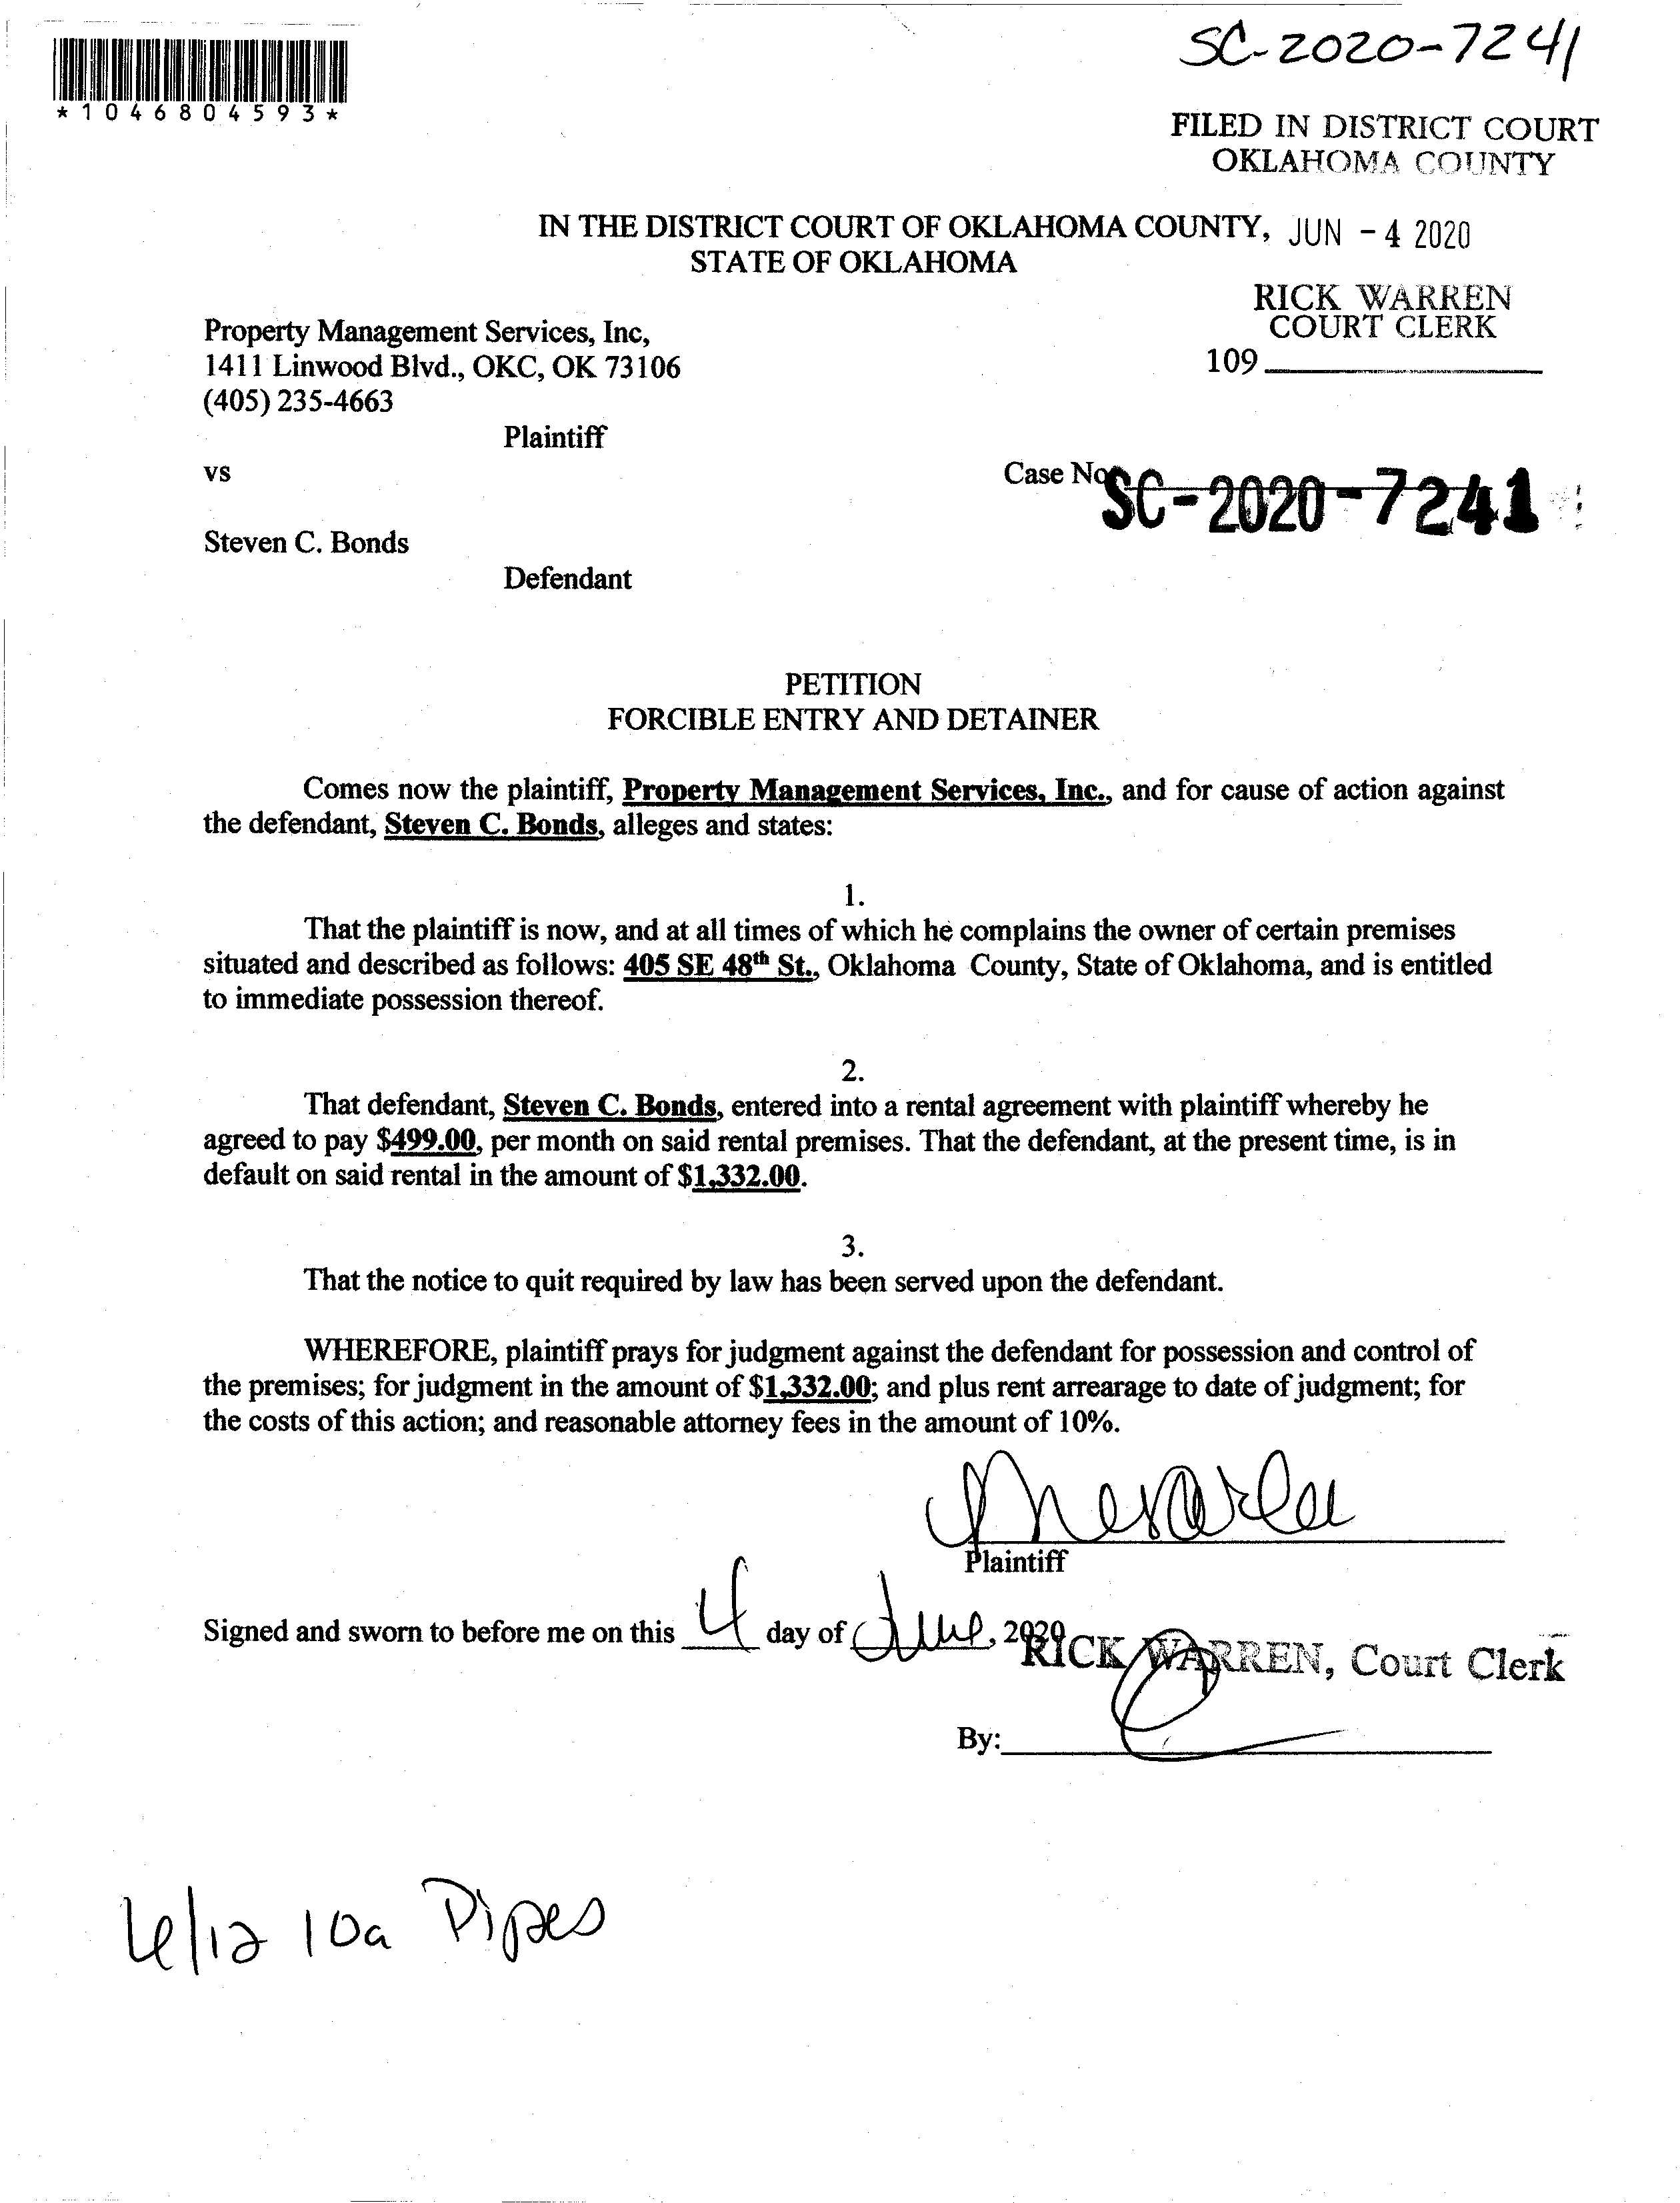 SC-2020-7241
*1046804593*
FILED IN DISTRICT COURT
OKLAHOMA COUNTY
IN THE DISTRICT COURT OF OKLAHOMA COUNTY, JUN - 4 2020
STATE OF OKLAHOMA
RICK WARREN
COURT CLERK
109
Property Management Services, Inc,
1411 Linwood Blvd., OKC, OK 73106
(405) 235-4663
Plaintiff
vs
Case No. SC-2020-7241
Steven C. Bonds
Defendant
PETITION
FORCIBLE ENTRY AND DETAINER
Comes now the plaintiff, Property Management Services, Inc., and for cause of action against
the defendant, Steven C. Bonds, alleges and states:
1.
That the plaintiff is now, and at all times of which he complains the owner of certain premises
situated and described as follows: 405 SE 48th St., Oklahoma County, State of Oklahoma, and is entitled
to immediate possession thereof.
2.
That defendant, Steven C. Bonds, entered into a rental agreement with plaintiff whereby he
agreed to pay $499.00, per month on said rental premises. That the defendant, at the present time, is in
default on said rental in the amount of $1,332.00.
3.
That the notice to quit required by law has been served upon the defendant.
WHEREFORE, plaintiff prays for judgment against the defendant for possession and control of
the premises; for judgment in the amount of $1,332.00; and plus rent arrearage to date of judgment; for
the costs of this action; and reasonable attorney fees in the amount of 10%.
Plaintiff
Signed and sworn to before me on this 4 day of June, 2020
RICK WARREN, Court Clerk
By:
6/12 10a Pipes